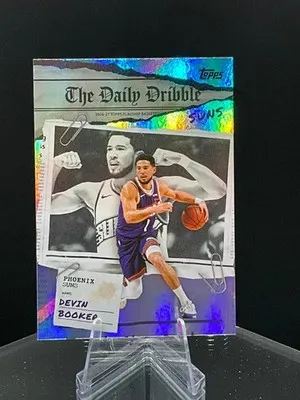 Topps
The Daily Dribble
SUNS
PHOENIX
SUNS
DEVIN
BOOKER